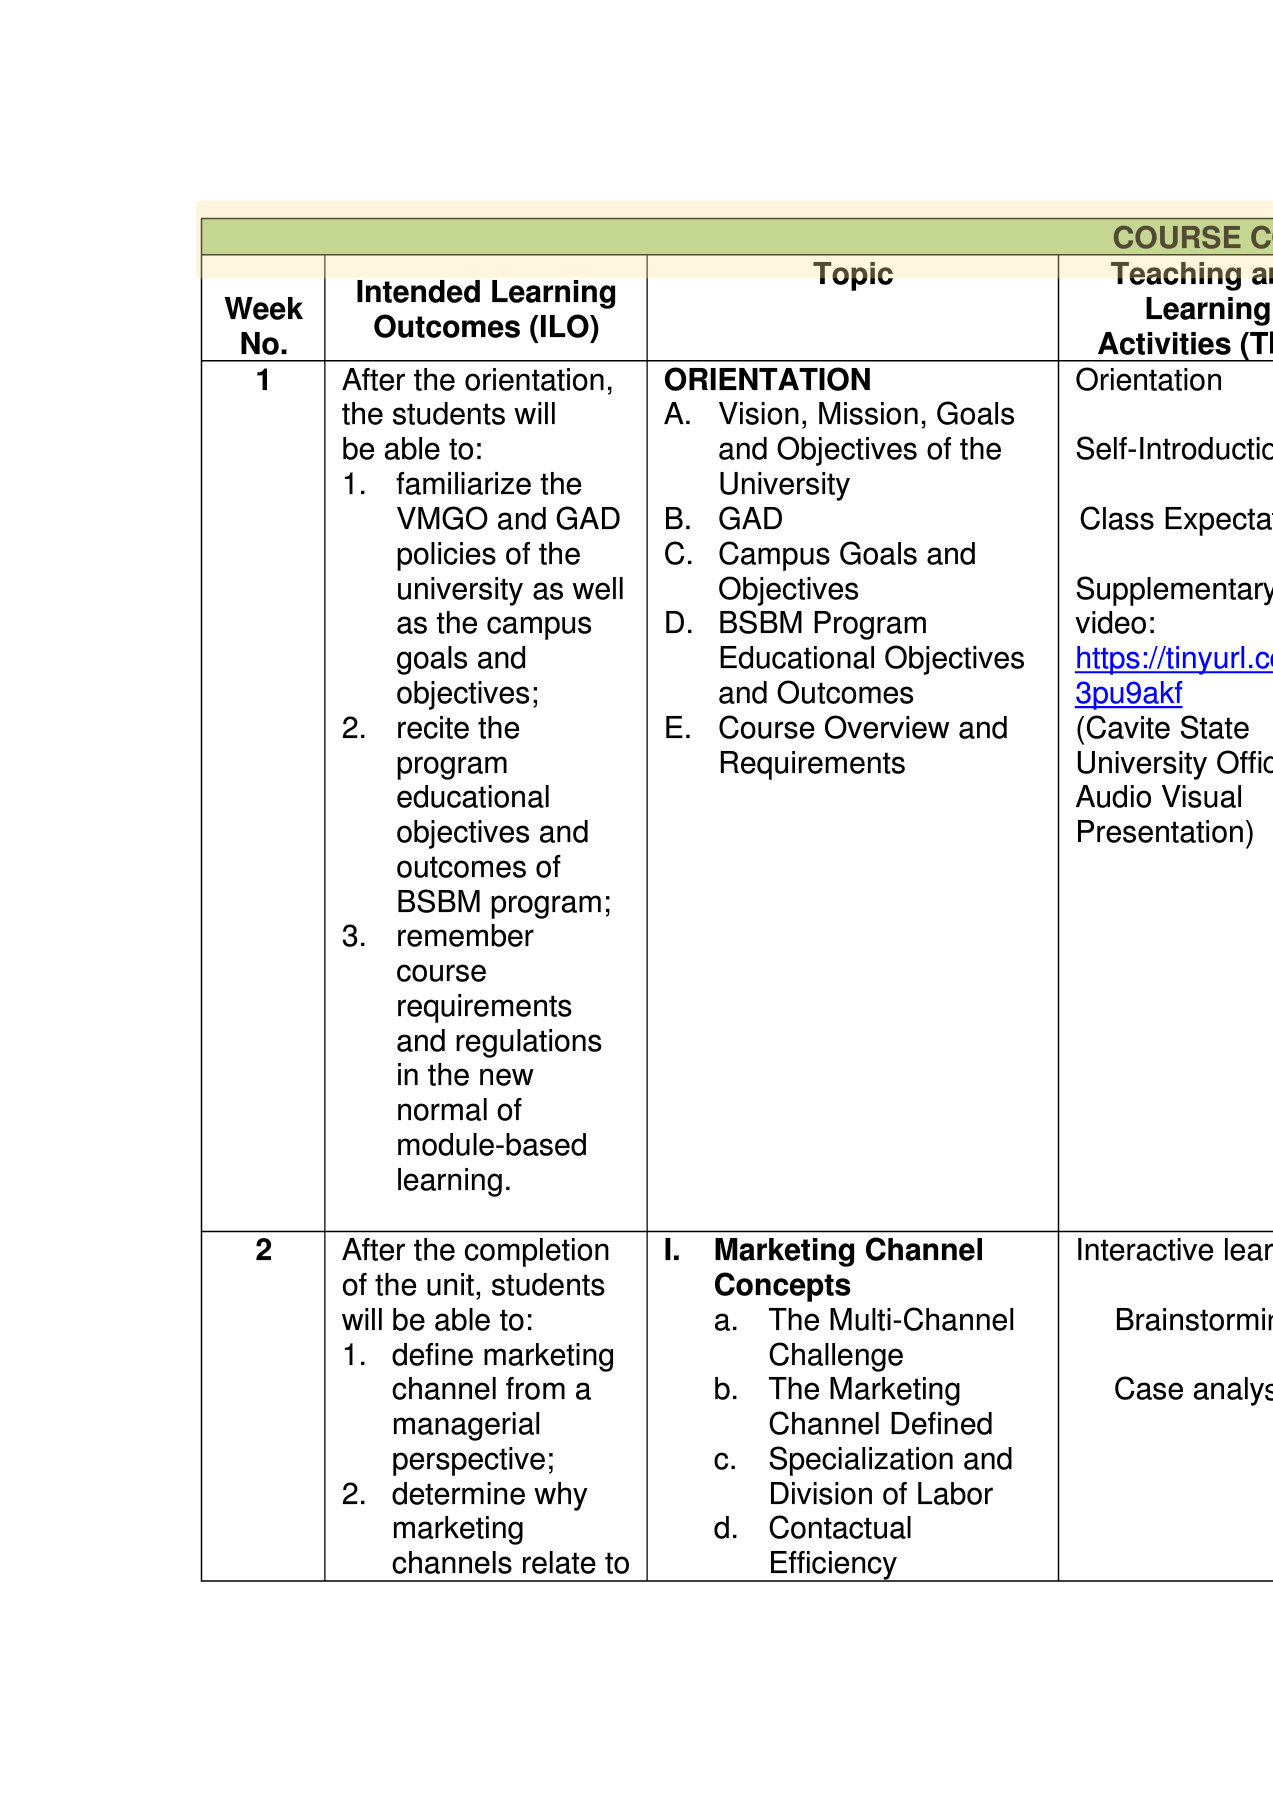 COURSE
Week
No.
Intended Learning
Outcomes (ILO)
Topic
Teaching
Learning
Activities
1
After the orientation,
the students will
be able to:
1. familiarize the
VMGO and GAD
policies of the
university as well
as the campus
goals and
objectives;
2. recite the
program
educational
objectives and
outcomes of
BSBM program;
3. remember
course
requirements
and regulations
in the new
normal of
module-based
learning.
ORIENTATION
A. Vision, Mission, Goals
and Objectives of the
University
B. GAD
C. Campus Goals and
Objectives
D. BSBM Program
Educational Objectives
and Outcomes
E. Course Overview and
Requirements
Orientation
Self-Introductio
Class Expecta
Supplementary
video:
https://tinyurl.c
3pu9akf
(Cavite State
University Offic
Audio Visual
Presentation)
2
After the completion
of the unit, students
will be able to:
1. define marketing
channel from a
managerial
perspective;
2. determine why
marketing
channels relate to
I. Marketing Channel
Concepts
a. The Multi-Channel
Challenge
b. The Marketing
Channel Defined
c. Specialization and
Division of Labor
d. Contactual
Efficiency
Interactive lear
Brainstormin
Case analys